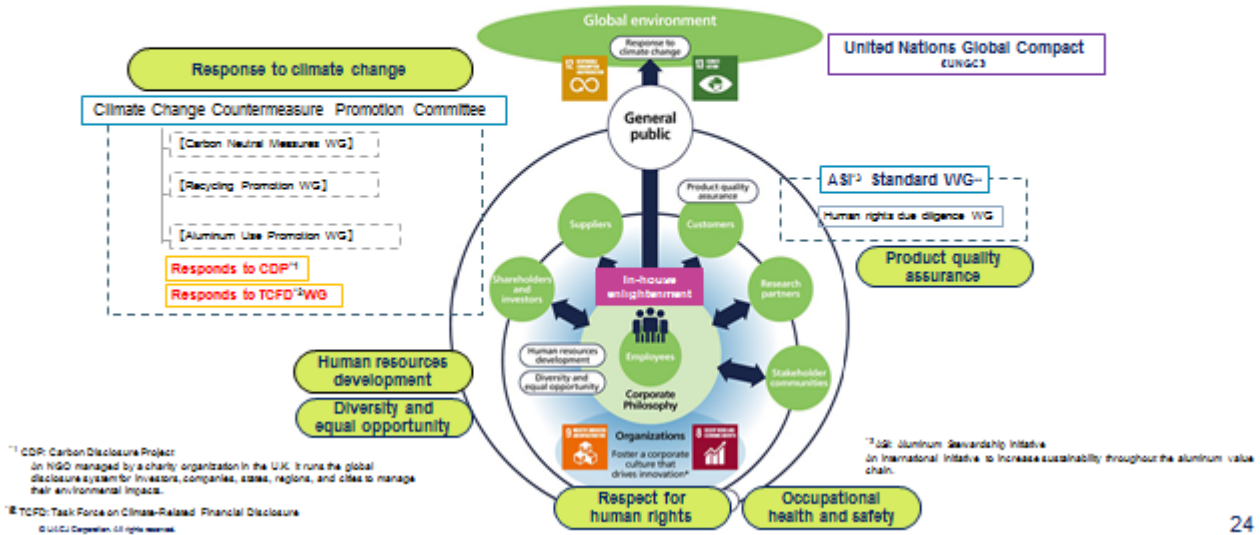 Global environment
Response to
climate change
United Nations Global Compact
Response to climate change
Climate Change Countermeasure Promotion Committee
General
public
[Carbon Neutral Measures WG]
[Recycling Promotion WG]
[Aluminum Use Promotion WG]
Responds to CDP*1
Responds to TCFD*2WG
Product quality
assurance
ASI*3 Standard WG
Human rights due diligence WG
Product quality
assurance
Suppliers
Customers
Shareholders
and
investors
In-house
enlightenment
Research
partners
Employees
Human resources
development
Diversity and
equal opportunity
Stakeholder
communities
Corporate
Philosophy
Human resources
development
Diversity and
equal opportunity
Organizations
Foster a corporate
culture that
drives innovation*
Respect for
human rights
Occupational
health and safety
*1 CDP: Carbon Disclosure Project
An NGO managed by a charity organization in the U.K. It runs the global
disclosure system for investors, companies, states, regions, and cities to manage
their environmental impacts.
*2 TCFD: Task Force on Climate-Related Financial Disclosure
© UACJ Corporation. All rights reserved.
*3 ASI: Aluminum Stewardship Initiative
An international initiative to increase sustainability throughout the aluminum value
chain.
24